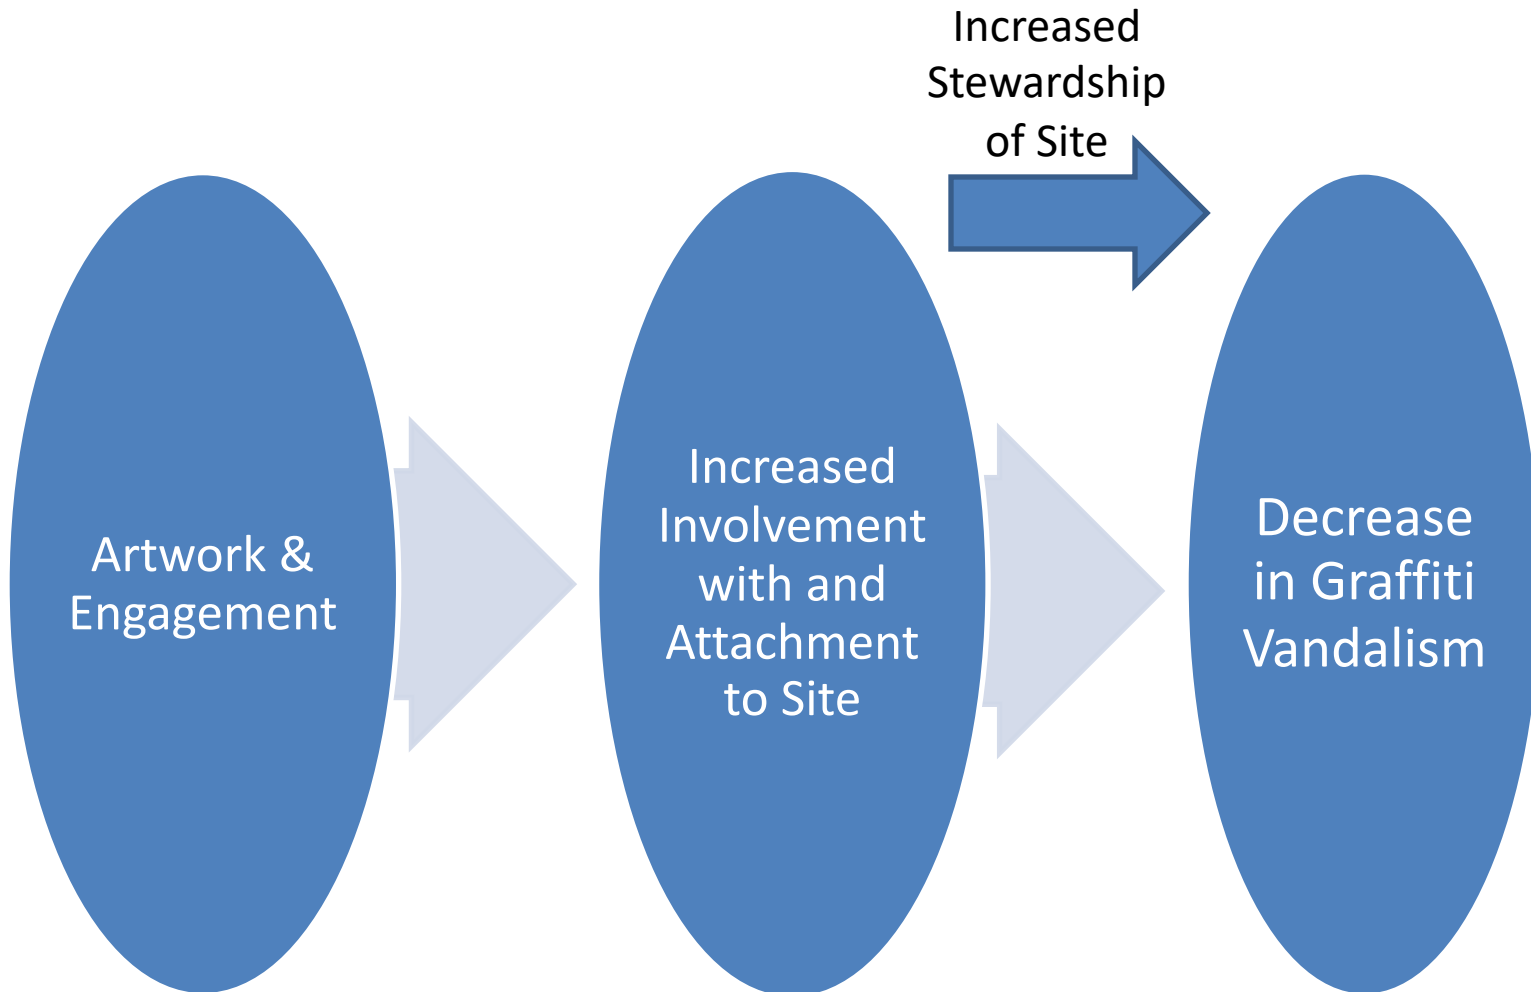 Artwork &
Engagement
Increased
Involvement
with and
Attachment
to Site
Increased
Stewardship
of Site
Decrease
in Graffiti
Vandalism